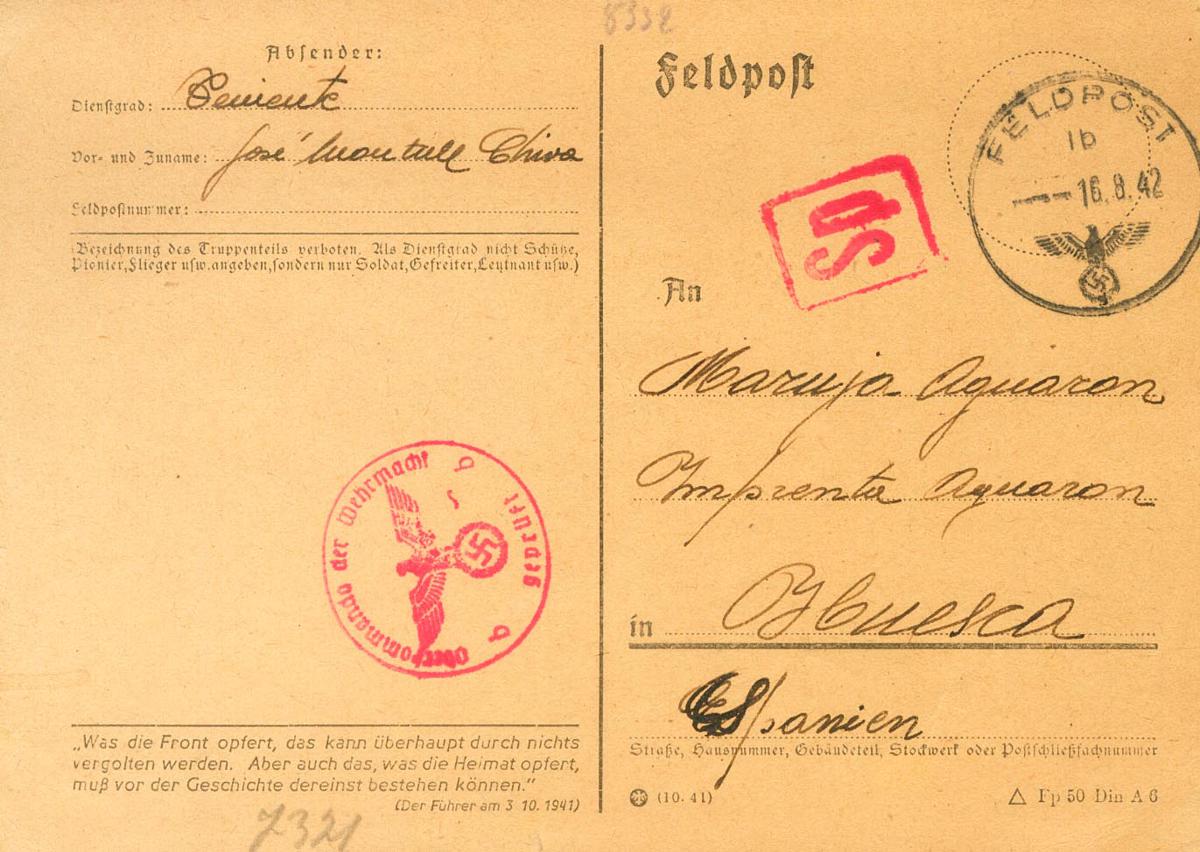 8332
Absender:
Dienstgrad: Teniente
Vor- und Zuname: José Chiva
Feldpostnummer:
(Bezeichnung des Truppenteils verboten. Als Dienstgrad nicht Schütze,
Pionier, Flieger usw. angeben, sondern nur Soldat, Gefreiter, Leutnant usw.)
Oberkommando der Wehrmacht
geprüft
b
b
„Was die Front opfert, das kann überhaupt durch nichts
vergolten werden. Aber auch das, was die Heimat opfert,
muß vor der Geschichte dereinst bestehen können.“
(Der Führer am 3 10. 1941)
7321
Feldpost
FELDPOST
1b
-- -16.8.42
An
Maruja Aguaron
Imprenta Aguaron
in Huesca
Espanien
Straße, Hausnummer, Gebäudeteil, Stockwerk oder Postschließfachnummer
(10. 41)
Fp 50 Din A 6